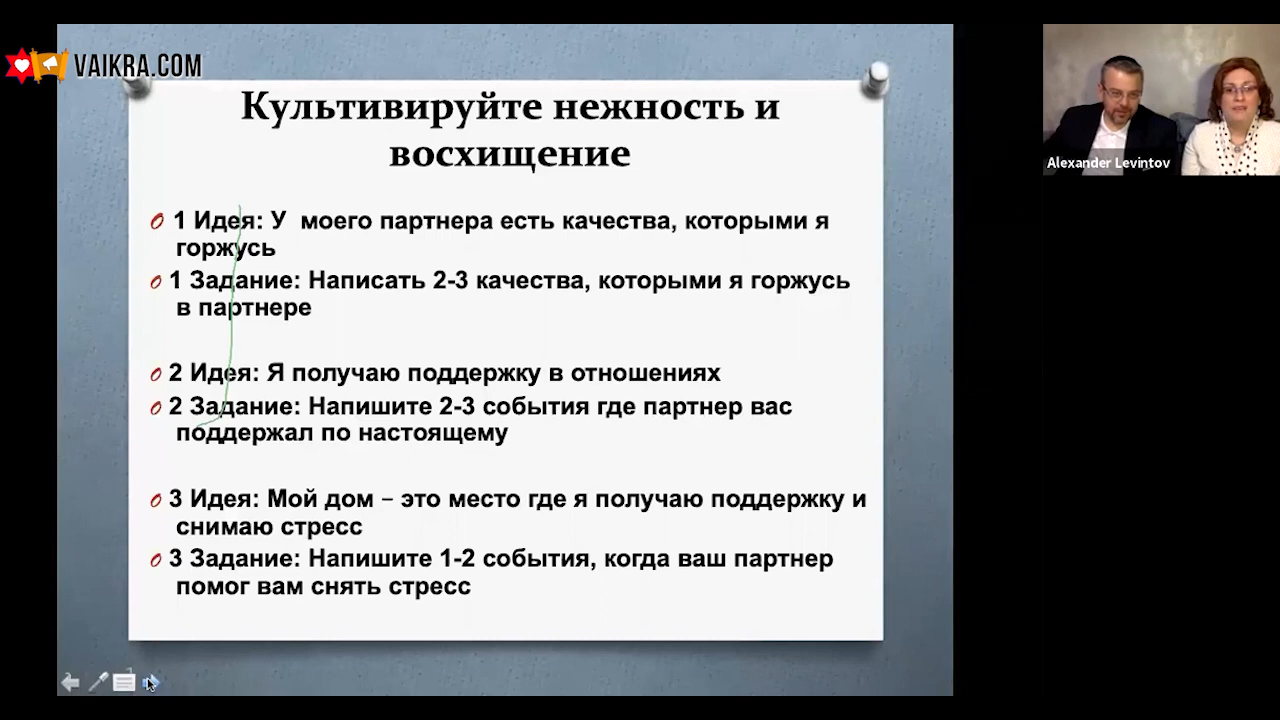 VAIKRA.COM
Культивируйте нежность и
восхищение
1 Идея: У моего партнера есть качества, которыми я
горжусь
1 Задание: Написать 2-3 качества, которыми я горжусь
в партнере
2 Идея: Я получаю поддержку в отношениях
2 Задание: Напишите 2-3 события где партнер вас
поддержал по настоящему
3 Идея: Мой дом – это место где я получаю поддержку и
снимаю стресс
3 Задание: Напишите 1-2 события, когда ваш партнер
помог вам снять стресс
Alexander Levintov